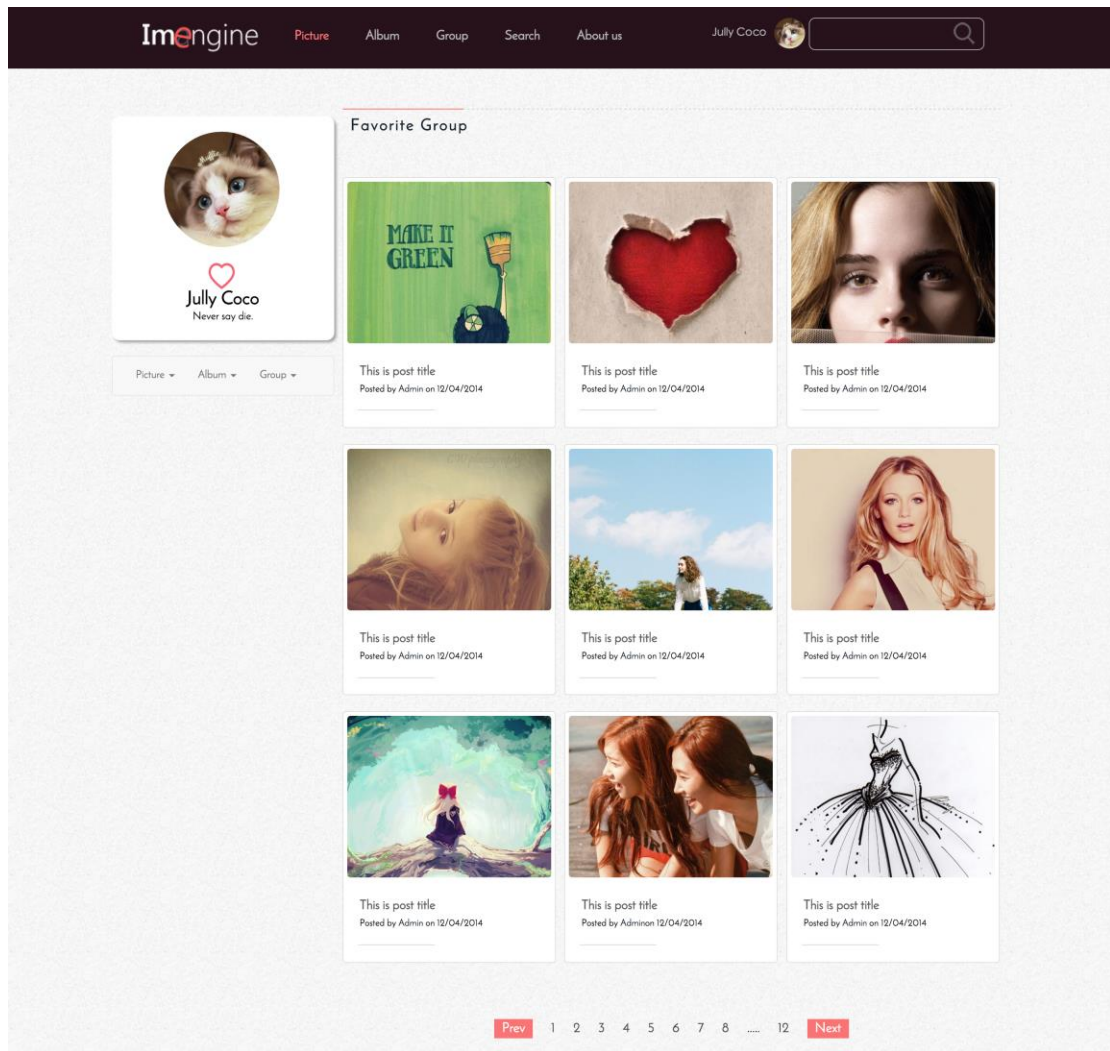 Imengine Picture Album Group Search About us Jully Coco
Favorite Group
Jully Coco
Never say die.
Picture Album Group
MAKE IT
GREEN
This is post title
Posted by Admin on 12/04/2014
This is post title
Posted by Admin on 12/04/2014
This is post title
Posted by Admin on 12/04/2014
This is post title
Posted by Admin on 12/04/2014
This is post title
Posted by Admin on 12/04/2014
This is post title
Posted by Admin on 12/04/2014
This is post title
Posted by Admin on 12/04/2014
This is post title
Posted by Adminon 12/04/2014
This is post title
Posted by Admin on 12/04/2014
Prev 1 2 3 4 5 6 7 8 ..... 12 Next